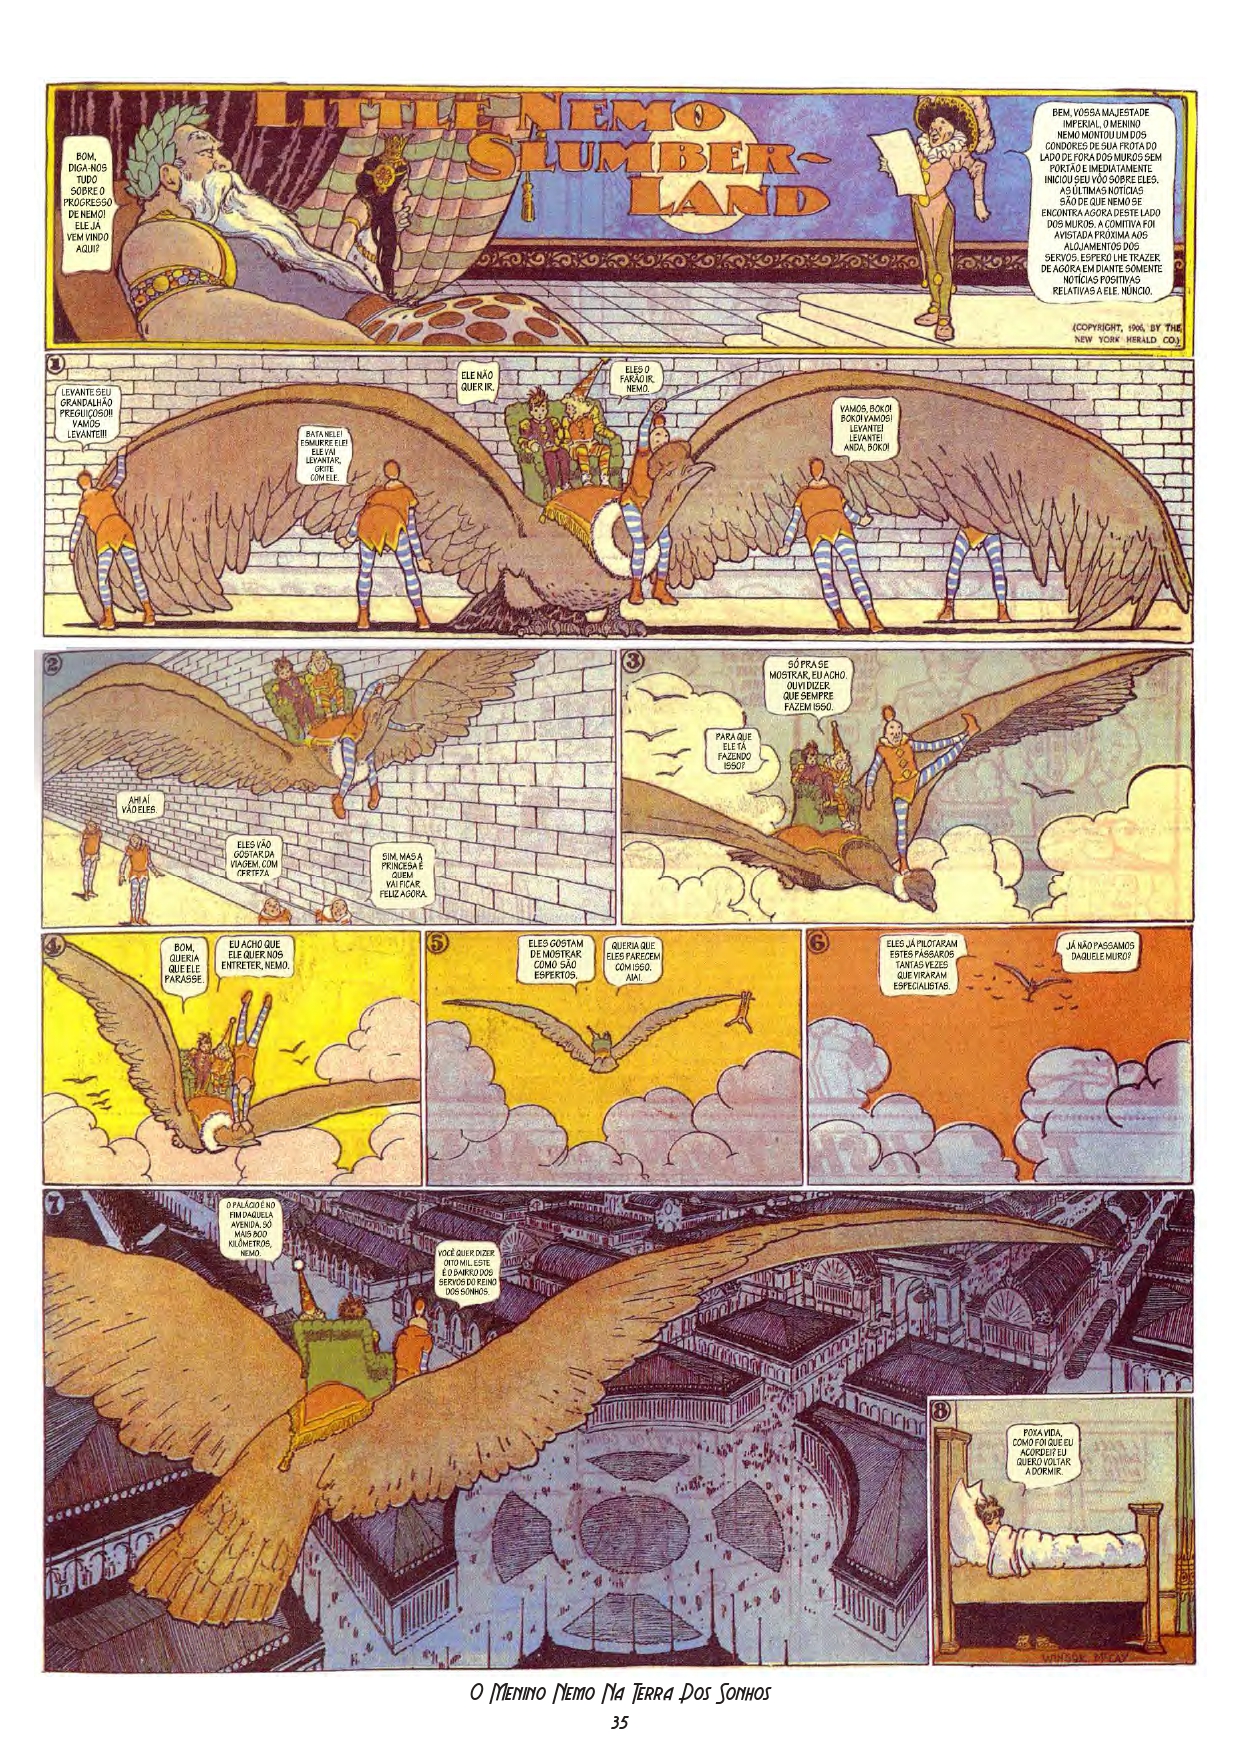 LITTLE NEMO
SLUMBER-
LAND
BOM,
DIGA-NOS
TUDO
SOBRE O
PROGRESSO
DE NEMO!
ELE JÁ
VEM VINDO
AQUI?
BEM, VOSSA MAJESTADE
IMPERIAL, O MENINO
NEMO MONTOU UM DOS
CONDORES DE SUA FROTA DO
LADO DE FORA DOS MUROS SEM
PORTÃO E IMEDIATAMENTE
INICIOU SEU VÔO SOBRE ELES.
AS ÚLTIMAS NOTÍCIAS
SÃO DE QUE NEMO SE
ENCONTRA AGORA DESTE LADO
DOS MUROS. A COMITIVA FOI
AVISTADA PRÓXIMA AOS
ALOJAMENTOS DOS
SERVOS. ESPERO LHE TRAZER
DE AGORA EM DIANTE SOMENTE
NOTÍCIAS POSITIVAS
RELATIVAS A ELE. NÚNCIO.
(COPYRIGHT, 1906, BY THE
NEW YORK HERALD CO.)
1
LEVANTE SEU
GRANDALHÃO
PREGUIÇOSO!!
VAMOS
LEVANTE!!!
BATA NELE!
ESMURRE ELE!
ELE VAI
LEVANTAR,
GRITE
COM ELE.
ELE NÃO
QUER IR.
ELES O
FARÃO IR,
NEMO.
VAMOS, BOKO!
BOKO! VAMOS!
LEVANTE!
LEVANTE!
ANDA, BOKO!
2
AH! AÍ
VÃO ELES.
ELES VÃO
GOSTAR DA
VIAGEM, COM
CERTEZA
SIM, MAS A
PRINCESA É
QUEM
VAI FICAR
FELIZ AGORA.
3
SÓ PRA SE
MOSTRAR, EU ACHO.
OUVI DIZER
QUE SEMPRE
FAZEM ISSO.
PARA QUE
ELE TÁ
FAZENDO
ISSO?
4
BOM,
QUERIA
QUE ELE
PARASSE.
EU ACHO QUE
ELE QUER NOS
ENTRETER, NEMO.
5
ELES GOSTAM
DE MOSTRAR
COMO SÃO
ESPERTOS.
QUERIA QUE
ELES PARECEM
COM ISSO.
AIAI.
6
ELES JÁ PILOTARAM
ESTES PÁSSAROS
TANTAS VEZES
QUE VIRARAM
ESPECIALISTAS.
JÁ NÃO PASSAMOS
DAQUELE MURO?
7
O PALÁCIO É NO
FIM DAQUELA
AVENIDA. SÓ
MAIS 800
KILÔMETROS,
NEMO.
VOCÊ QUER DIZER
OITO MIL. ESTE
É O BAIRRO DOS
SERVOS DO REINO
DOS SONHOS.
8
POXA VIDA,
COMO FOI QUE EU
ACORDEI? EU
QUERO VOLTAR
A DORMIR.
WINSOR McCAY
O MENINO NEMO NA TERRA DOS SONHOS
35